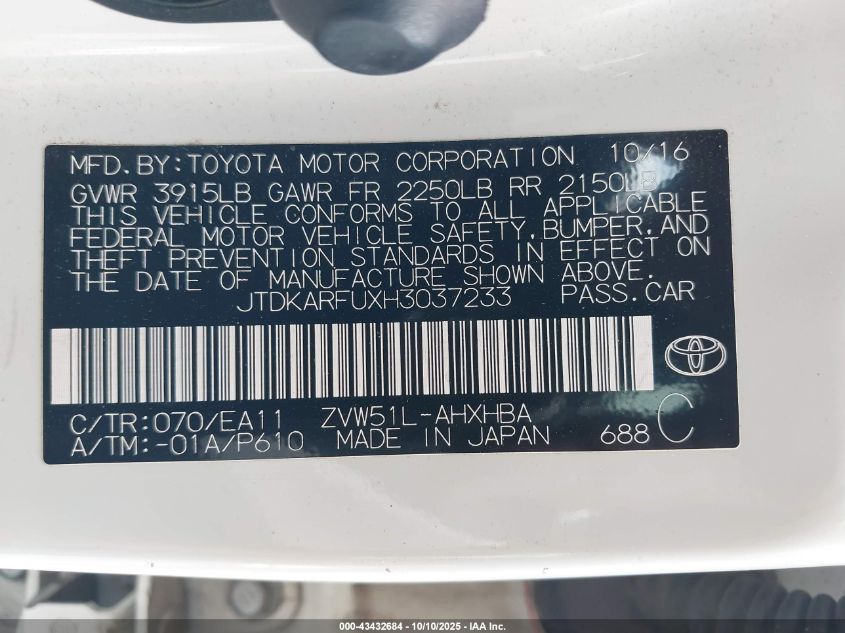 MFD.BY:TOYOTA MOTOR CORPORATION 10/16
GVWR 3915LB GAWR FR 2250LB RR 2150LB
THIS VEHICLE CONFORMS TO ALL APPLICABLE
FEDERAL MOTOR VEHICLE SAFETY,BUMPER,AND
THEFT PREVENTION STANDARDS IN EFFECT ON
THE DATE OF MANUFACTURE SHOWN ABOVE.
JTDKARFUXH3037233 PASS.CAR
C/TR:070/EA11 ZVW51L-AHXHBA
A/TM:-01A/P610 MADE IN JAPAN 688 C
000-43432684 - 10/10/2025 - IAA Inc.